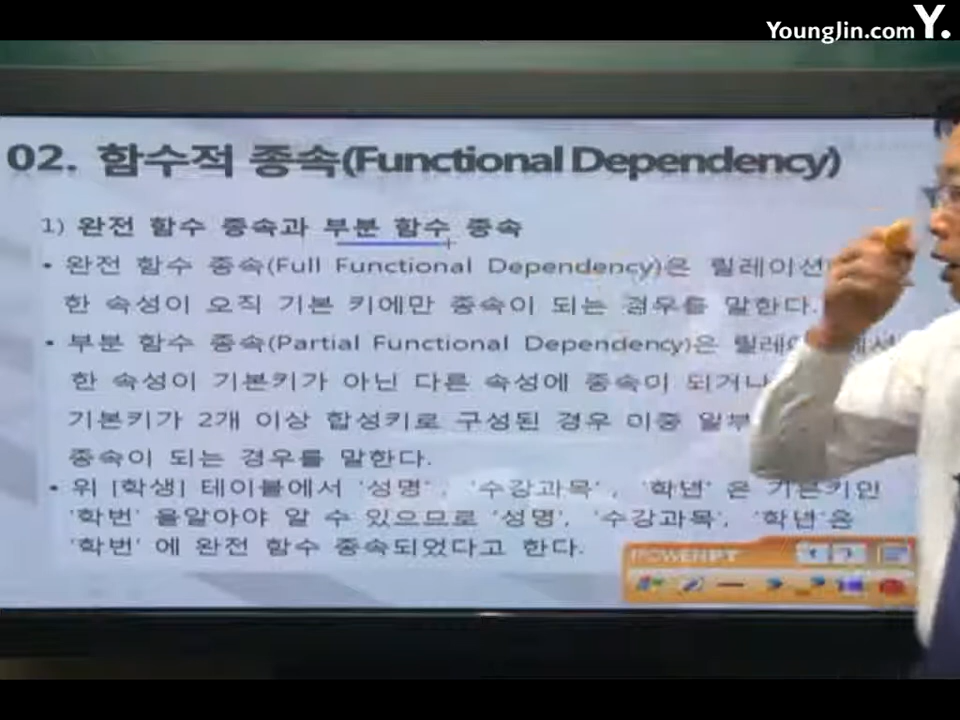 YoungJin.com Y.
02. 함수적 종속(Functional Dependency)
1) 완전 함수 종속과 부분 함수 종속
• 완전 함수 종속(Full Functional Dependency)은 릴레이션
한 속성이 오직 기본 키에만 종속이 되는 경우를 말한다.
• 부분 함수 종속(Partial Functional Dependency)은
한 속성이 기본키가 아닌 다른 속성에 종속이 되거나
기본키가 2개 이상 합성키로 구성된 경우 이중 일부
종속이 되는 경우를 말한다.
• 위 [학생] 테이블에서 '성명', '수강과목', '학년' 은 기본키인
'학번' 을알아야 알 수 있으므로 '성명', '수강과목', '학년'은
'학번' 에 완전 함수 종속되었다고 한다.
POWERPT